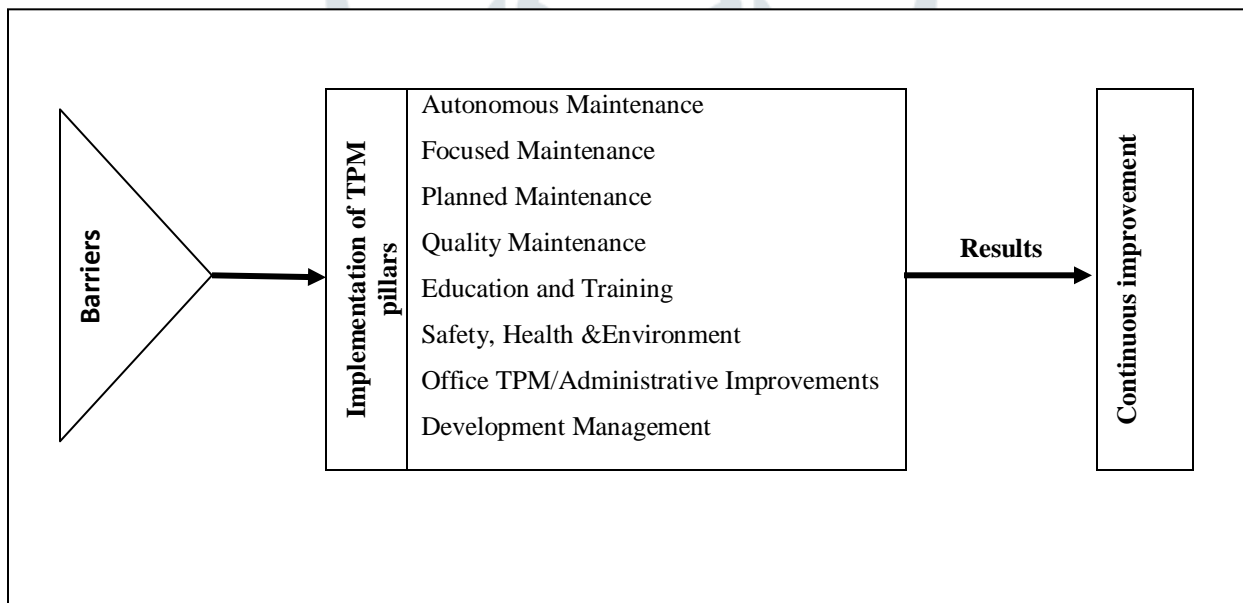 Barriers
Implementation of TPM
pillars
Autonomous Maintenance
Focused Maintenance
Planned Maintenance
Quality Maintenance
Education and Training
Safety, Health &Environment
Office TPM/Administrative Improvements
Development Management
Results
Continuous improvement